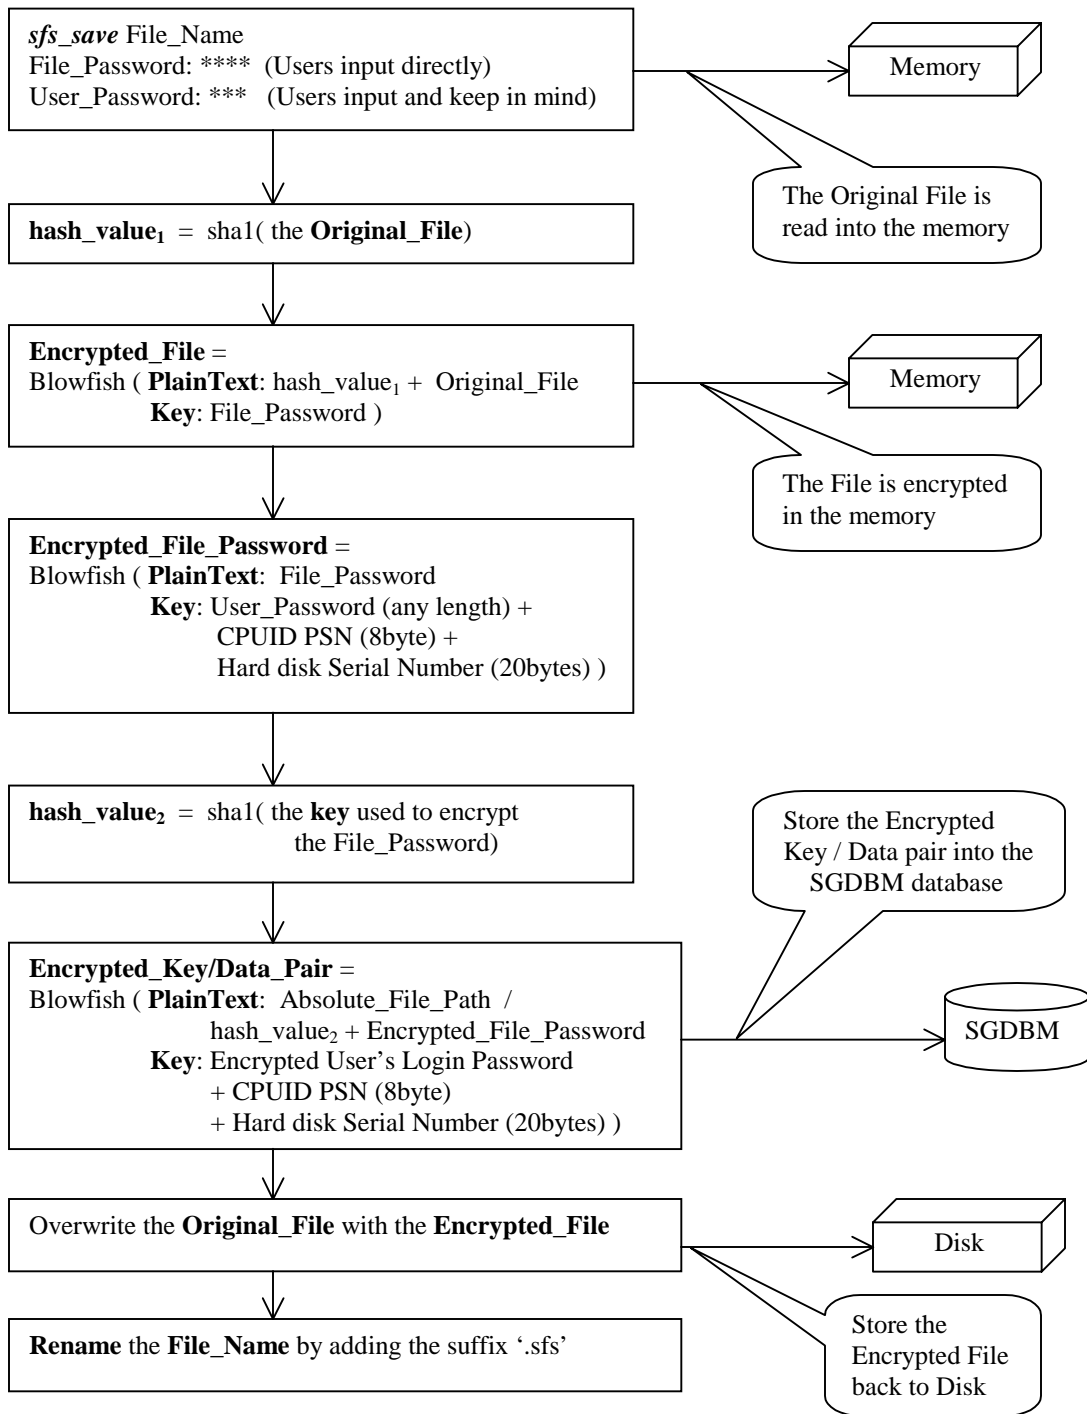 sfs_save File_Name
File_Password: **** (Users input directly)
User_Password: *** (Users input and keep in mind)
Memory
The Original File is
read into the memory
hash_value₁ = sha1( the Original_File)
Encrypted_File =
Blowfish ( PlainText: hash_value₁ + Original_File
Key: File_Password )
Memory
The File is encrypted
in the memory
Encrypted_File_Password =
Blowfish ( PlainText: File_Password
Key: User_Password (any length) +
CPUID PSN (8byte) +
Hard disk Serial Number (20bytes) )
hash_value₂ = sha1( the key used to encrypt
the File_Password)
Store the Encrypted
Key / Data pair into the
SGDBM database
Encrypted_Key/Data_Pair =
Blowfish ( PlainText: Absolute_File_Path /
hash_value₂ + Encrypted_File_Password
Key: Encrypted User’s Login Password
+ CPUID PSN (8byte)
+ Hard disk Serial Number (20bytes) )
SGDBM
Overwrite the Original_File with the Encrypted_File
Disk
Rename the File_Name by adding the suffix ‘.sfs’
Store the
Encrypted File
back to Disk